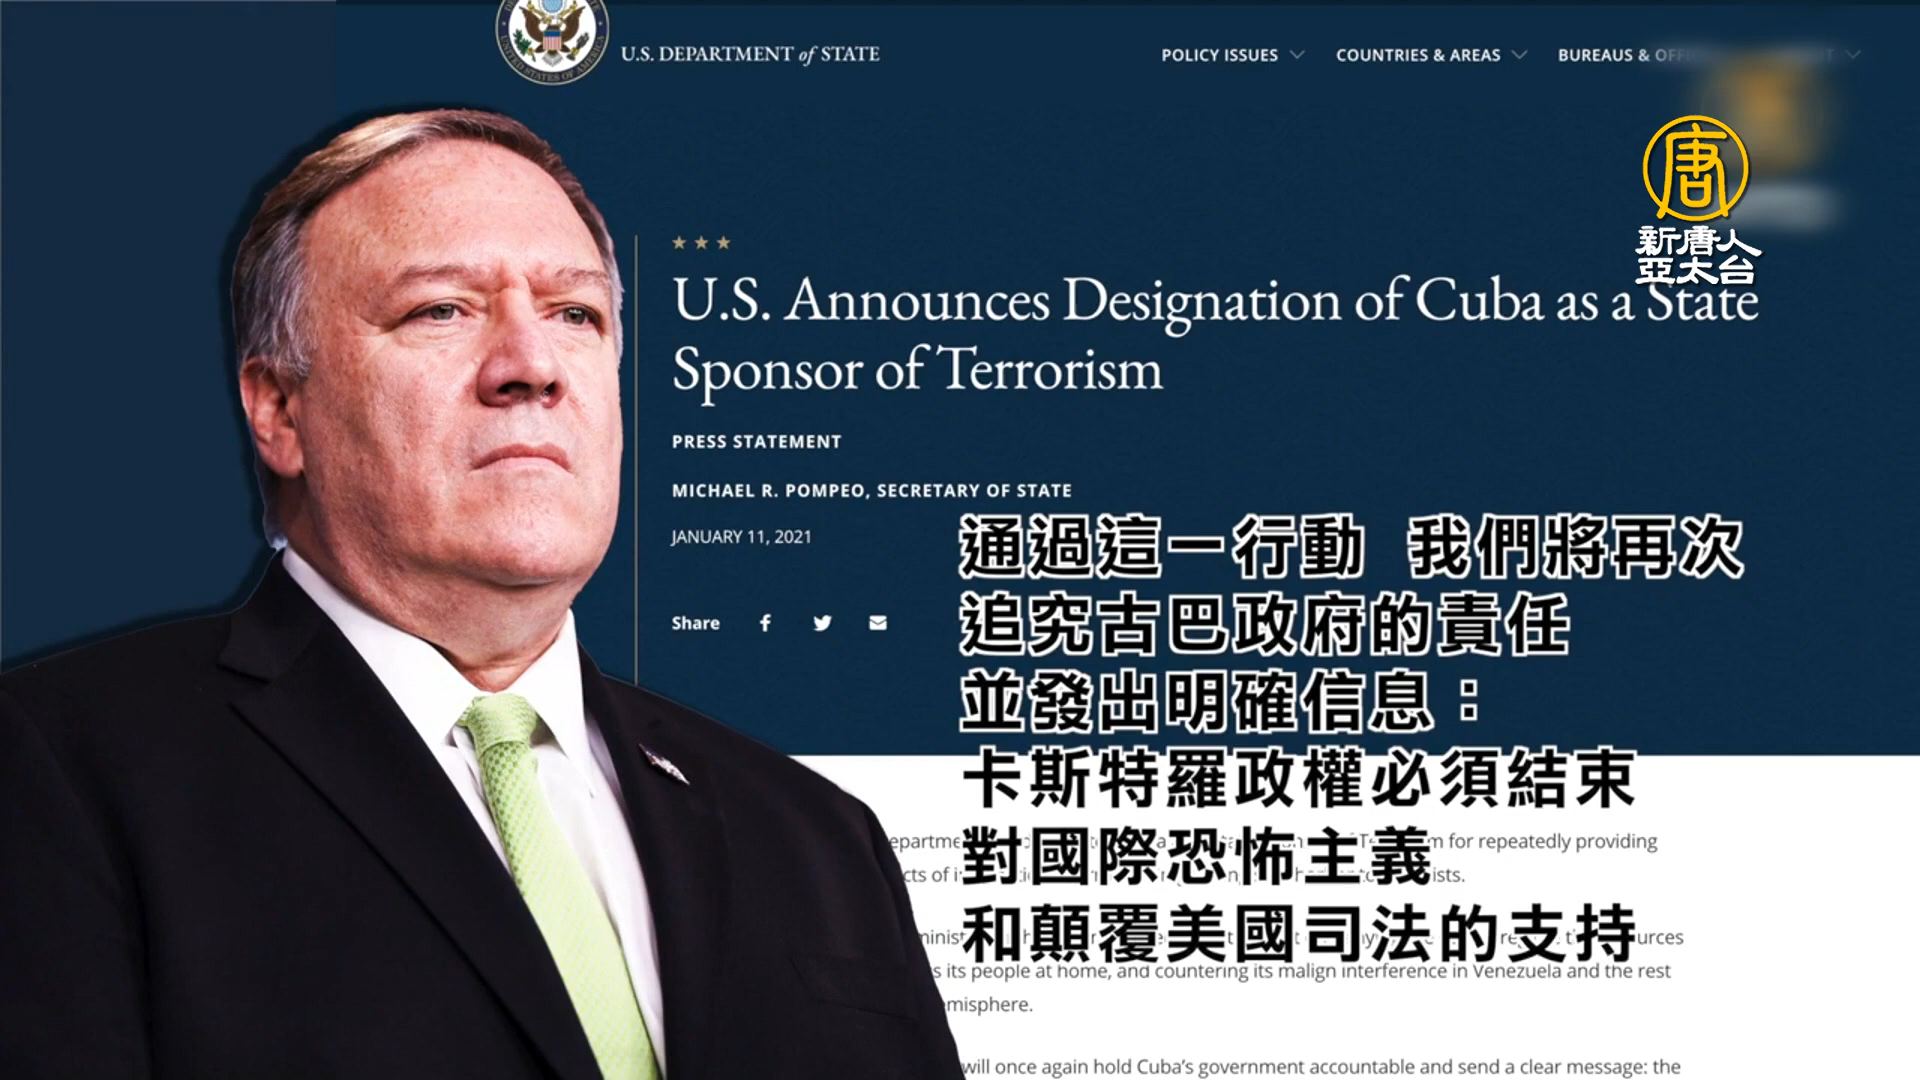 U.S. DEPARTMENT of STATE
POLICY ISSUES
COUNTRIES & AREAS
BUREAUS &
唐
新唐人
亞太台
U.S. Announces Designation of Cuba as a State
Sponsor of Terrorism
PRESS STATEMENT
MICHAEL R. POMPEO, SECRETARY OF STATE
JANUARY 11, 2021
Share
通過這一行動 我們將再次
追究古巴政府的責任
並發出明確信息：
卡斯特羅政權必須結束
對國際恐怖主義
和顛覆美國司法的支持
for repeatedly providing
its people at home, and countering its malign interference in Venezuela and the rest
will once again hold Cuba's government accountable and send a clear message: the